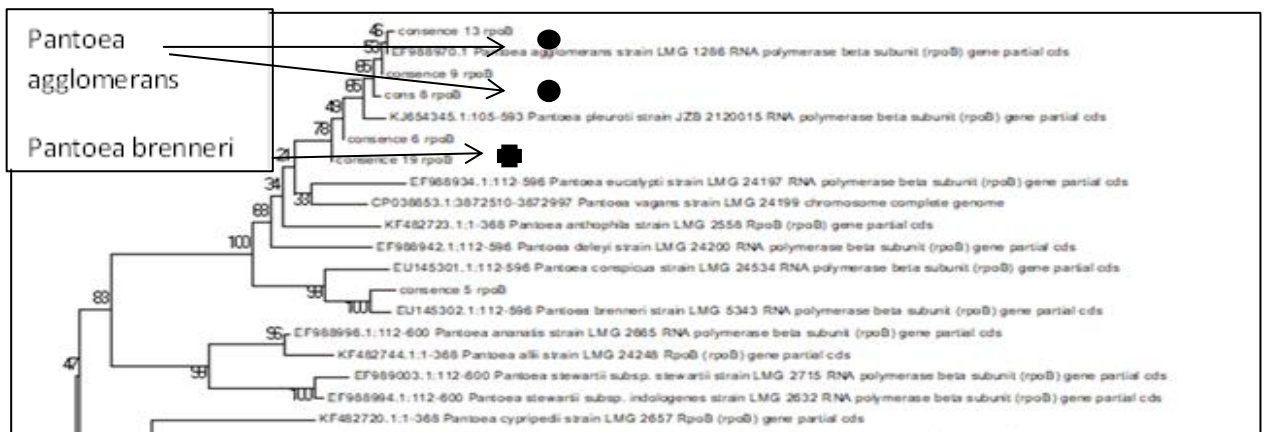 Pantoea
agglomerans
Pantoea brenneri
46
consence 13 rpoB
53
EF988970.1 Pantoea agglomerans strain LMG 1286 RNA polymerase beta subunit (rpoB) gene partial cds
65
consence 9 rpoB
65
cons 8 rpoB
49
KJ654345.1:105-593 Pantoea pleuroti strain JZB 2120015 RNA polymerase beta subunit (rpoB) gene partial cds
78
consence 6 rpoB
21
consence 19 rpoB
34
EF988934.1:112-596 Pantoea eucalypti strain LMG 24197 RNA polymerase beta subunit (rpoB) gene partial cds
33
CP038853.1:3872510-3872997 Pantoea vagans strain LMG 24199 chromosome complete genome
68
KF482723.1:1-368 Pantoea anthophila strain LMG 2558 RpoB (rpoB) gene partial cds
100
EF988942.1:112-596 Pantoea deleyi strain LMG 24200 RNA polymerase beta subunit (rpoB) gene partial cds
EU145301.1:112-596 Pantoea conspicua strain LMG 24534 RNA polymerase beta subunit (rpoB) gene partial cds
98
consence 5 rpoB
83
100
EU145302.1:112-596 Pantoea brenneri strain LMG 5343 RNA polymerase beta subunit (rpoB) gene partial cds
96
EF988996.1:112-600 Pantoea ananatis strain LMG 2665 RNA polymerase beta subunit (rpoB) gene partial cds
47
KF482744.1:1-368 Pantoea allii strain LMG 24248 RpoB (rpoB) gene partial cds
99
EF989003.1:112-600 Pantoea stewartii subsp. stewartii strain LMG 2715 RNA polymerase beta subunit (rpoB) gene partial cds
100
EF988994.1:112-600 Pantoea stewartii subsp. indologenes strain LMG 2632 RNA polymerase beta subunit (rpoB) gene partial cds
KF482720.1:1-368 Pantoea cypripedii strain LMG 2657 RpoB (rpoB) gene partial cds